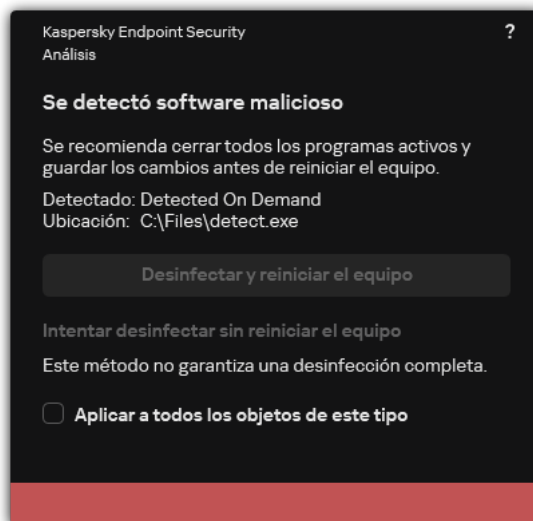 Kaspersky Endpoint Security
?
Análisis
Se detectó software malicioso
Se recomienda cerrar todos los programas activos y
guardar los cambios antes de reiniciar el equipo.
Detectado: Detected On Demand
Ubicación: C:\Files\detect.exe
Desinfectar y reiniciar el equipo
Intentar desinfectar sin reiniciar el equipo
Este método no garantiza una desinfección completa.
Aplicar a todos los objetos de este tipo